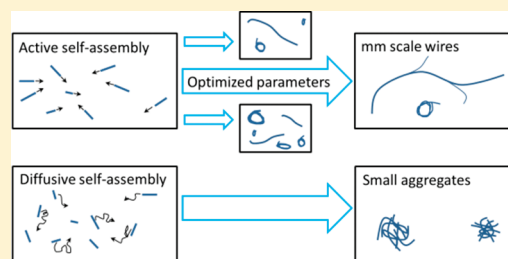 Active self-assembly
Optimized parameters
mm scale wires
Diffusive self-assembly
Small aggregates